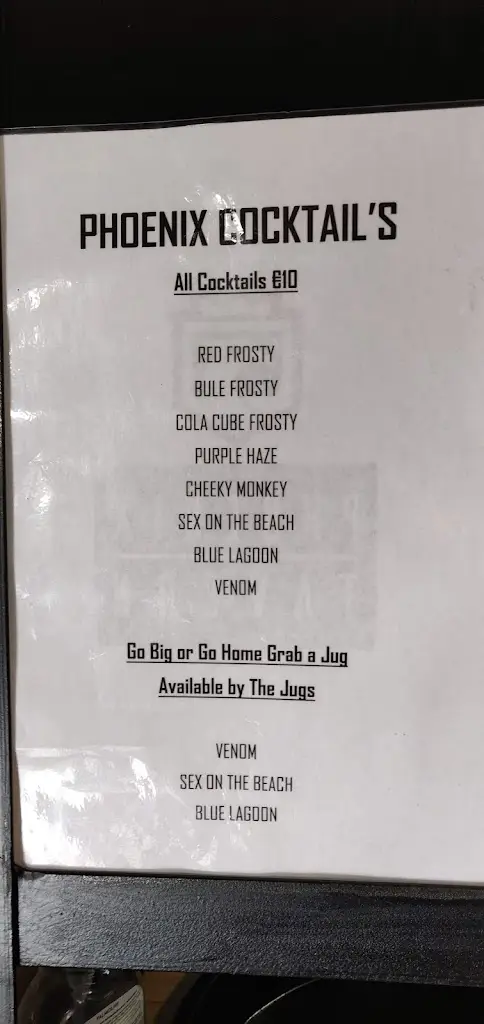 PHOENIX COCKTAIL'S
All Cocktails €10
RED FROSTY
BULE FROSTY
COLA CUBE FROSTY
PURPLE HAZE
CHEEKY MONKEY
SEX ON THE BEACH
BLUE LAGOON
VENOM
Go Big or Go Home Grab a Jug
Available by The Jugs
VENOM
SEX ON THE BEACH
BLUE LAGOON